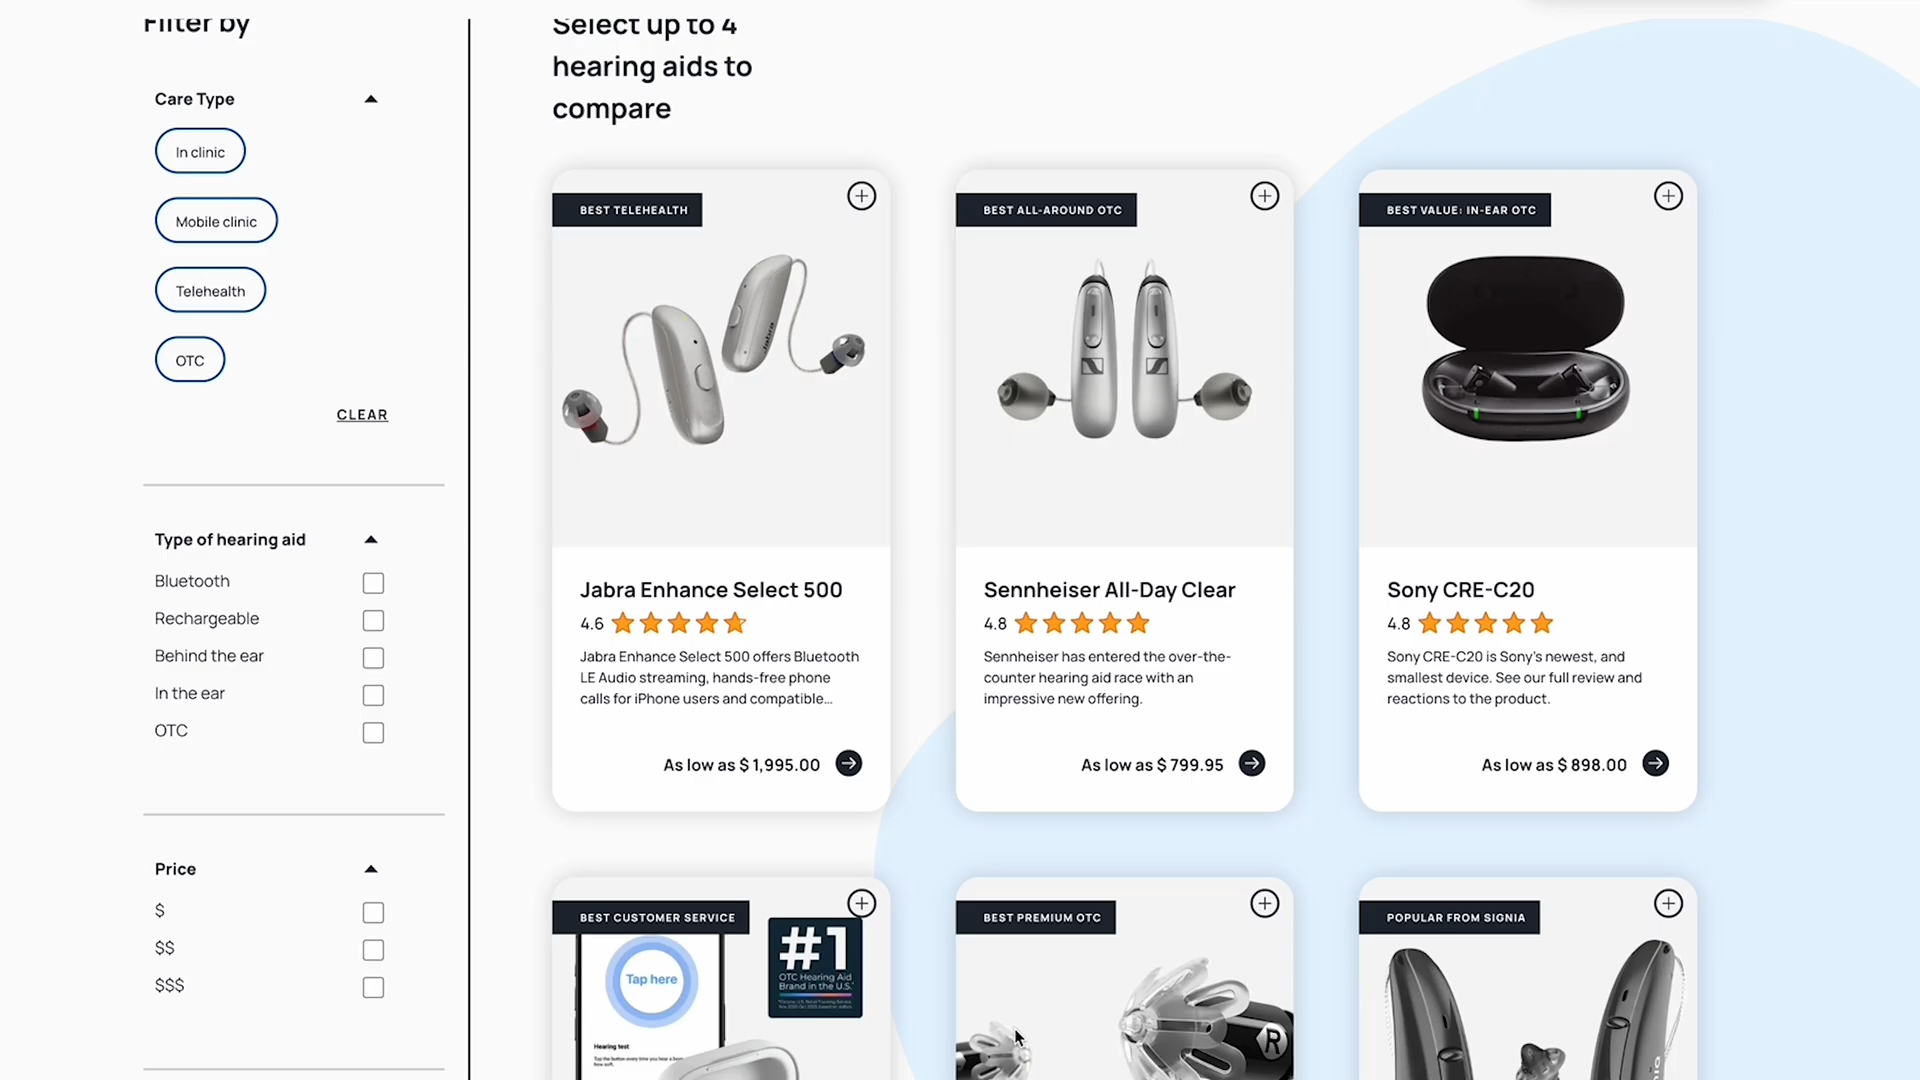 Filter by
Care Type
In clinic
Mobile clinic
Telehealth
OTC
CLEAR
Type of hearing aid
Bluetooth
Rechargeable
Behind the ear
In the ear
OTC
Price
$
$$
$$$
Select up to 4
hearing aids to
compare
BEST TELEHEALTH
Jabra
Jabra Enhance Select 500
4.6
Jabra Enhance Select 500 offers Bluetooth
LE Audio streaming, hands-free phone
calls for iPhone users and compatible...
As low as $ 1,995.00
BEST ALL-AROUND OTC
Sennheiser All-Day Clear
4.8
Sennheiser has entered the over-the-
counter hearing aid race with an
impressive new offering.
As low as $ 799.95
BEST VALUE: IN-EAR OTC
Sony CRE-C20
4.8
Sony CRE-C20 is Sony's newest, and
smallest device. See our full review and
reactions to the product.
As low as $ 898.00
BEST CUSTOMER SERVICE
Tap here
Hearing test
#1
OTC Hearing Aid
Brand in the U.S.*
BEST PREMIUM OTC
R
POPULAR FROM SIGNIA